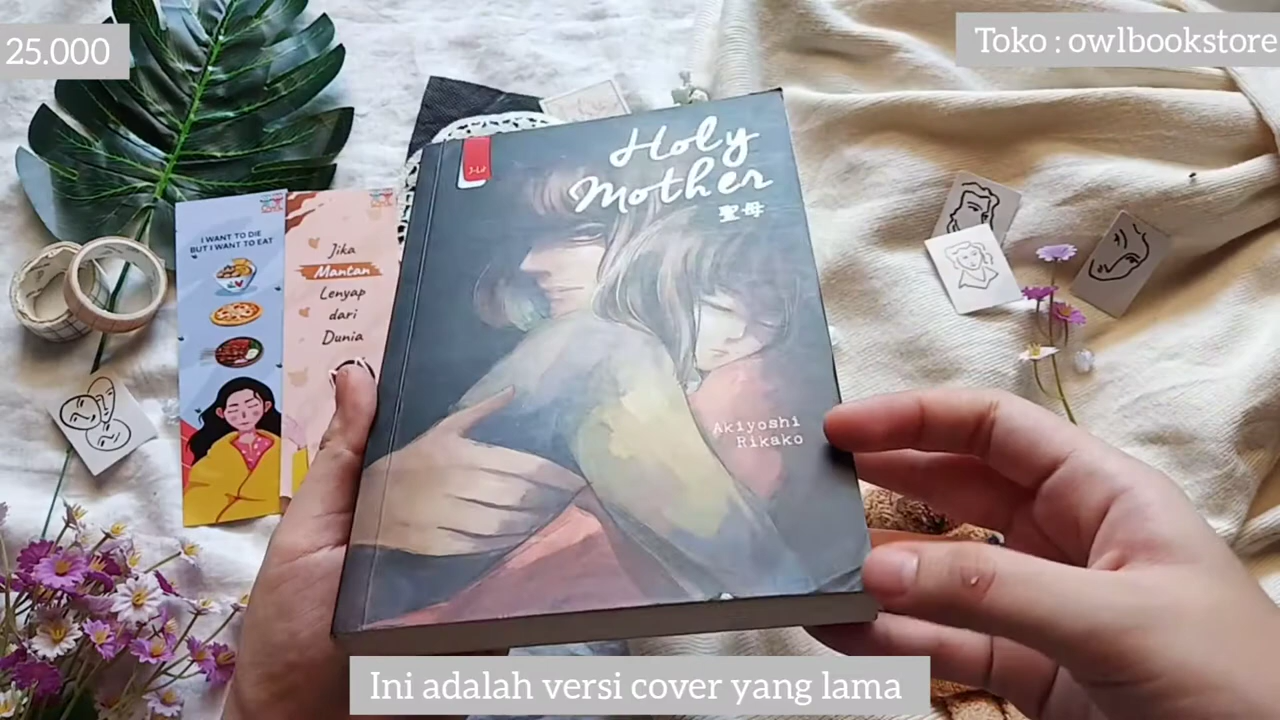 25.000
Toko : owlbookstore
J-Lit
Holy
Mother
聖母
I WANT TO DIE
BUT I WANT TO EAT
Jika
Mantan
Lenyap
dari
Dunia
Akiyoshi
Rikako
Ini adalah versi cover yang lama